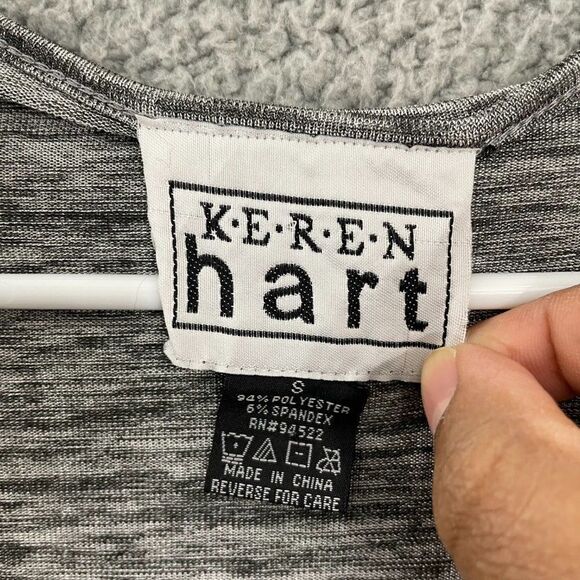 K·E·R·E·N
hart
S
94% POLYESTER
6% SPANDEX
RN#94522
MADE IN CHINA
REVERSE FOR CARE